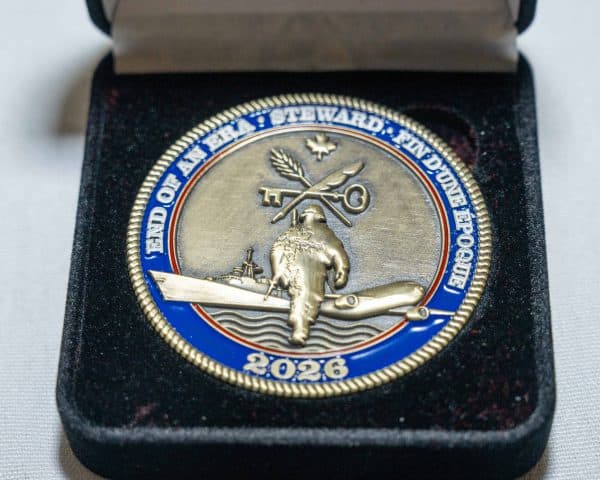 END OF AN ERA / STEWARD · FIN D'UNE EPOQUE /
2026